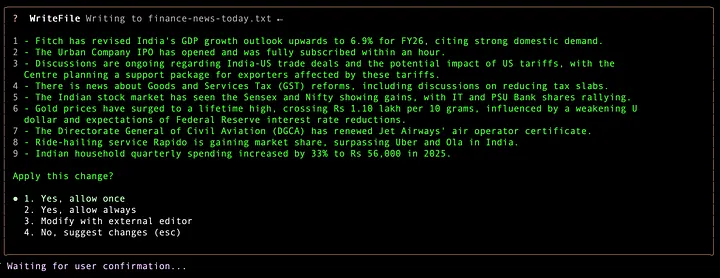 ? WriteFile Writing to finance-news-today.txt ←
1 - Fitch has revised India's GDP growth outlook upwards to 6.9% for FY26, citing strong domestic demand.
2 - The Urban Company IPO has opened and was fully subscribed within an hour.
3 - Discussions are ongoing regarding India-US trade deals and the potential impact of US tariffs, with the
Centre planning a support package for exporters affected by these tariffs.
4 - There is news about Goods and Services Tax (GST) reforms, including discussions on reducing tax slabs.
5 - The Indian stock market has seen the Sensex and Nifty showing gains, with IT and PSU Bank shares rallying.
6 - Gold prices have surged to a lifetime high, crossing Rs 1.10 lakh per 10 grams, influenced by a weakening U
dollar and expectations of Federal Reserve interest rate reductions.
7 - The Directorate General of Civil Aviation (DGCA) has renewed Jet Airways' air operator certificate.
8 - Ride-hailing service Rapido is gaining market share, surpassing Uber and Ola in India.
9 - Indian household quarterly spending increased by 33% to Rs 56,000 in 2025.
Apply this change?
● 1. Yes, allow once
2. Yes, allow always
3. Modify with external editor
4. No, suggest changes (esc)
Waiting for user confirmation...